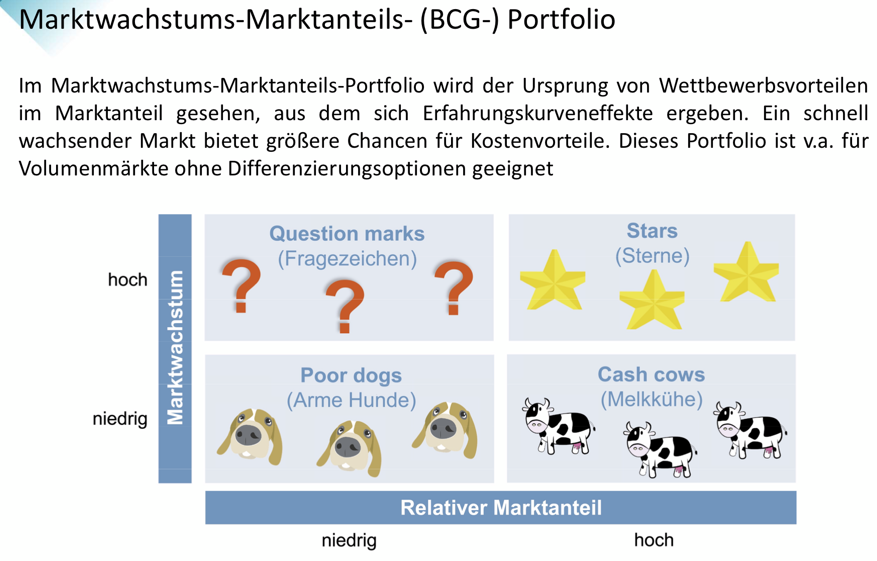 Marktwachstums-Marktanteils- (BCG-) Portfolio
Im Marktwachstums-Marktanteils-Portfolio wird der Ursprung von Wettbewerbsvorteilen
im Marktanteil gesehen, aus dem sich Erfahrungskurveneffekte ergeben. Ein schnell
wachsender Markt bietet größere Chancen für Kostenvorteile. Dieses Portfolio ist v.a. für
Volumenmärkte ohne Differenzierungsoptionen geeignet
Question marks
(Fragezeichen)
? ? ?
Stars
(Sterne)
hoch
Marktwachstum
niedrig
Poor dogs
(Arme Hunde)
Cash cows
(Melkkühe)
Relativer Marktanteil
niedrig
hoch